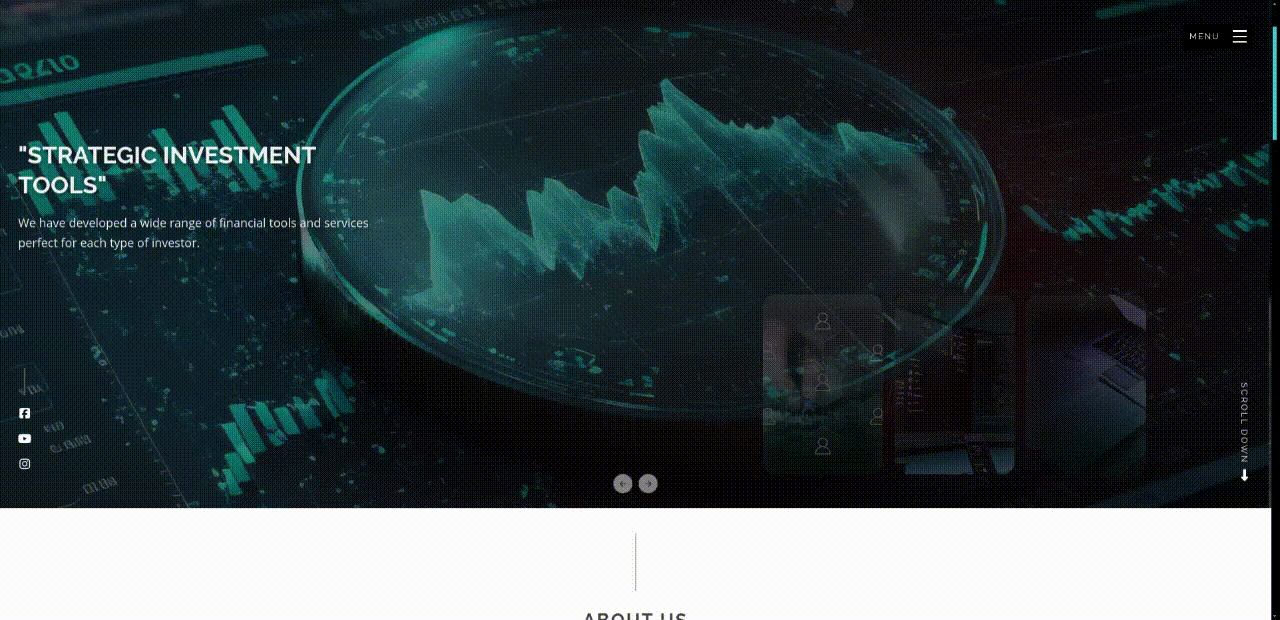 MENU
"STRATEGIC INVESTMENT
TOOLS"
We have developed a wide range of financial tools and services
perfect for each type of investor.
SCROLL DOWN
ABOUT US